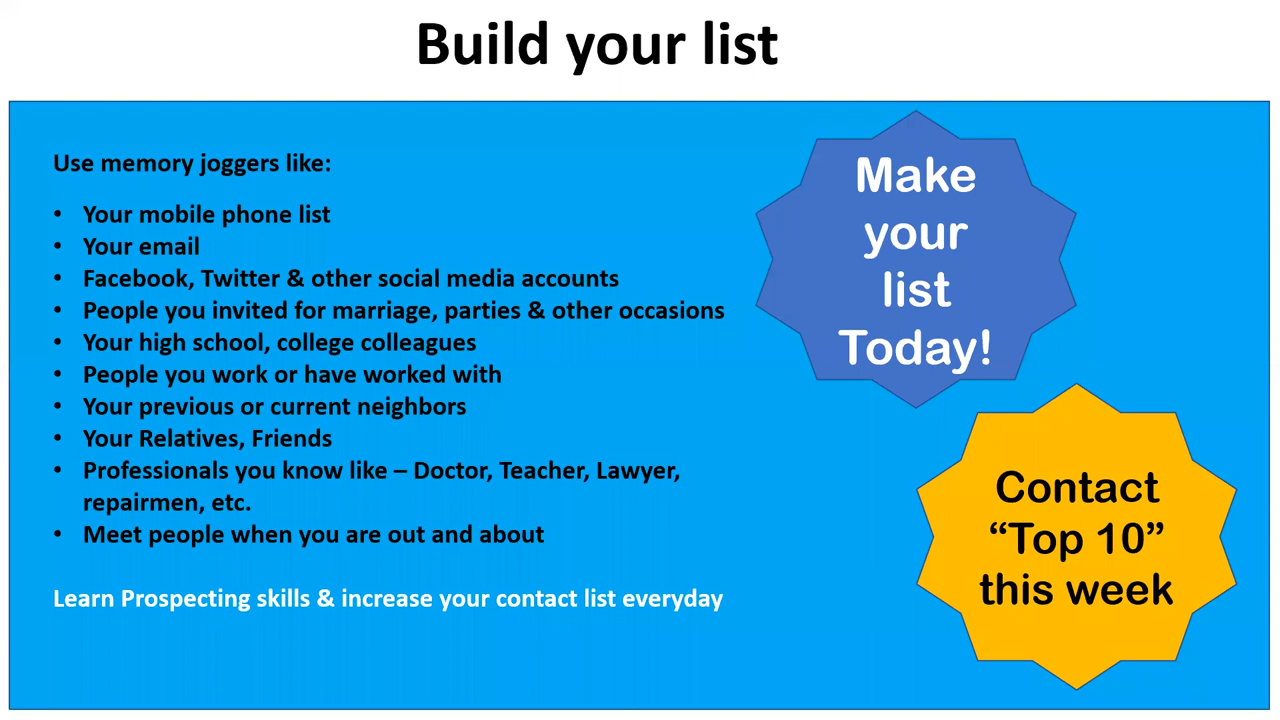 Build your list
Use memory joggers like:
• Your mobile phone list
• Your email
• Facebook, Twitter & other social media accounts
• People you invited for marriage, parties & other occasions
• Your high school, college colleagues
• People you work or have worked with
• Your previous or current neighbors
• Your Relatives, Friends
• Professionals you know like – Doctor, Teacher, Lawyer,
repairmen, etc.
• Meet people when you are out and about
Learn Prospecting skills & increase your contact list everyday
Make
your
list
Today!
Contact
“Top 10”
this week